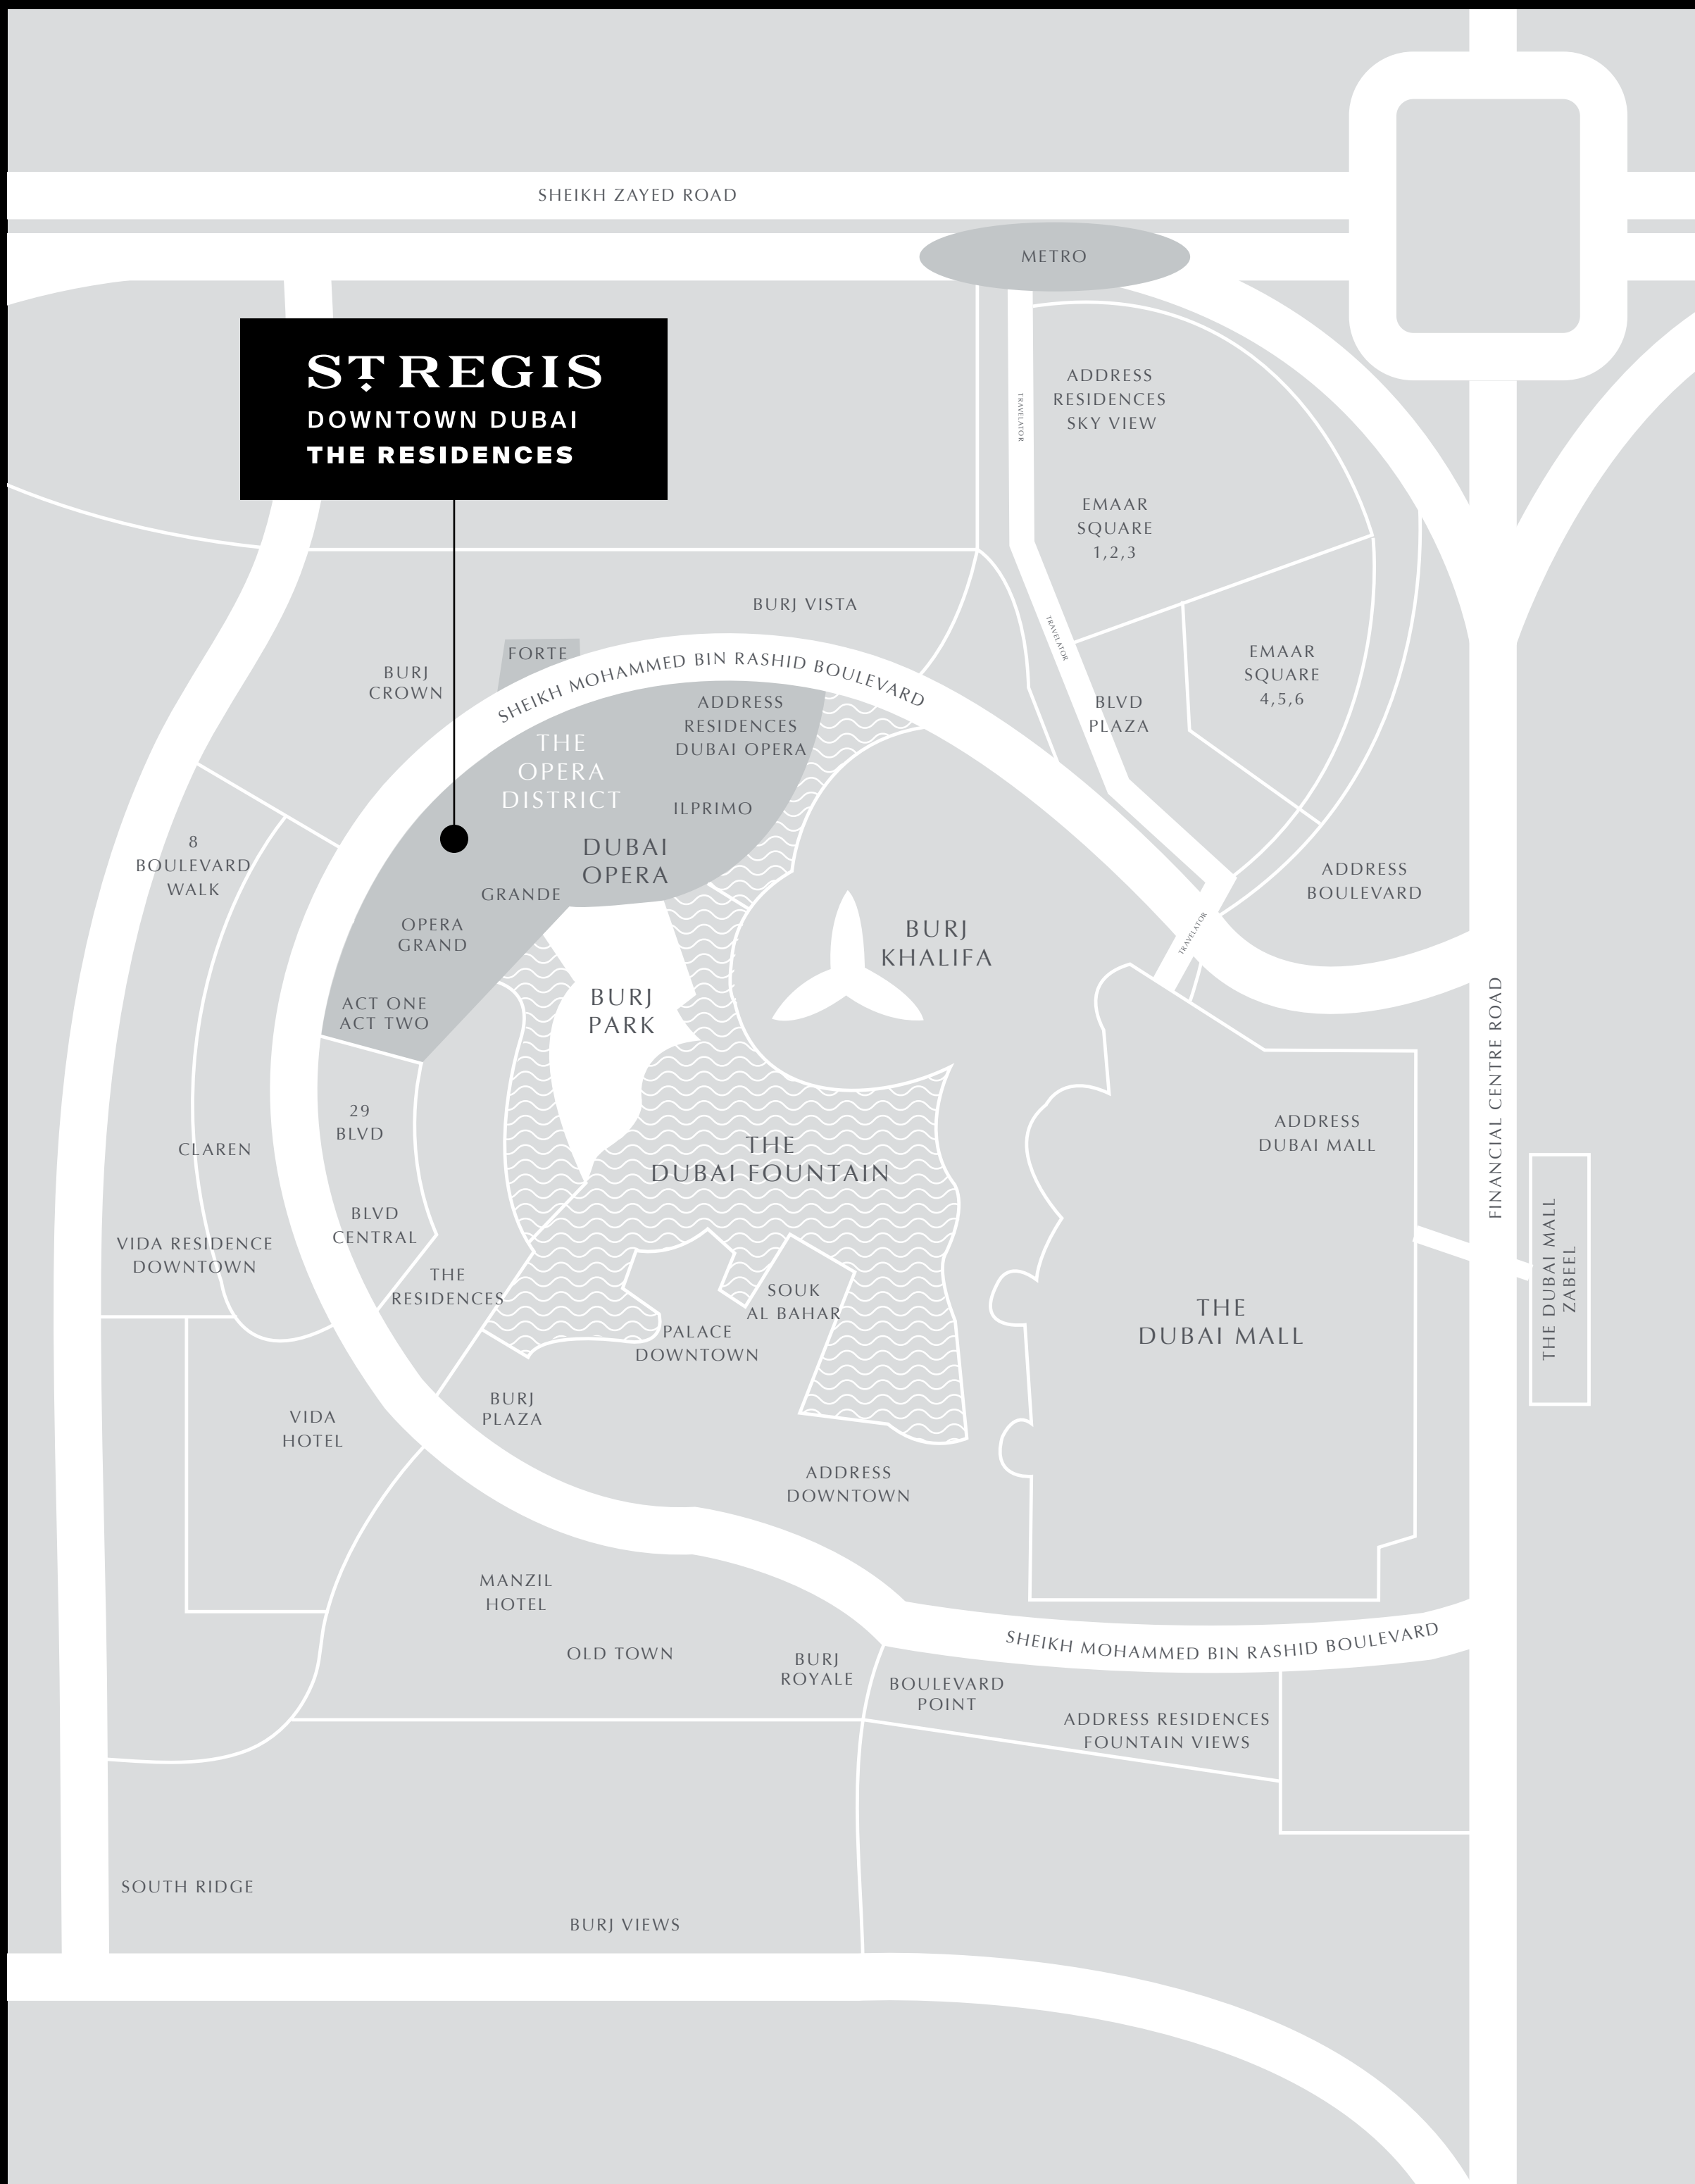 SHEIKH ZAYED ROAD
METRO
ST REGIS
DOWNTOWN DUBAI
THE RESIDENCES
TRAVELATOR
ADDRESS
RESIDENCES
SKY VIEW
EMAAR
SQUARE
1,2,3
BURJ VISTA
TRAVELATOR
FORTE
BURJ
CROWN
SHEIKH MOHAMMED BIN RASHID BOULEVARD
EMAAR
SQUARE
4,5,6
BLVD
PLAZA
ADDRESS
RESIDENCES
DUBAI OPERA
THE
OPERA
DISTRICT
ILPRIMO
DUBAI
OPERA
8
BOULEVARD
WALK
GRANDE
OPERA
GRAND
ADDRESS
BOULEVARD
TRAVELATOR
BURJ
KHALIFA
ACT ONE
ACT TWO
BURJ
PARK
FINANCIAL CENTRE ROAD
29
BLVD
CLAREN
THE
DUBAI FOUNTAIN
ADDRESS
DUBAI MALL
BLVD
CENTRAL
VIDA RESIDENCE
DOWNTOWN
THE
RESIDENCES
SOUK
AL BAHAR
PALACE
DOWNTOWN
THE
DUBAI MALL
THE DUBAI MALL
ZABEEL
BURJ
PLAZA
VIDA
HOTEL
ADDRESS
DOWNTOWN
MANZIL
HOTEL
OLD TOWN
BURJ
ROYALE
SHEIKH MOHAMMED BIN RASHID BOULEVARD
BOULEVARD
POINT
ADDRESS RESIDENCES
FOUNTAIN VIEWS
SOUTH RIDGE
BURJ VIEWS